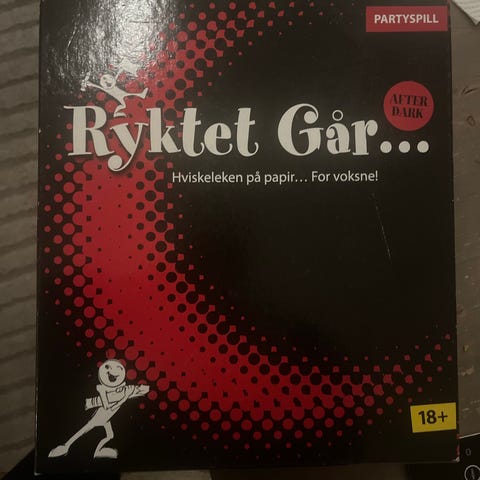 PARTYSPILL
AFTER
DARK
Ryktet Går...
Hviskeleken på papir... For voksne!
18+